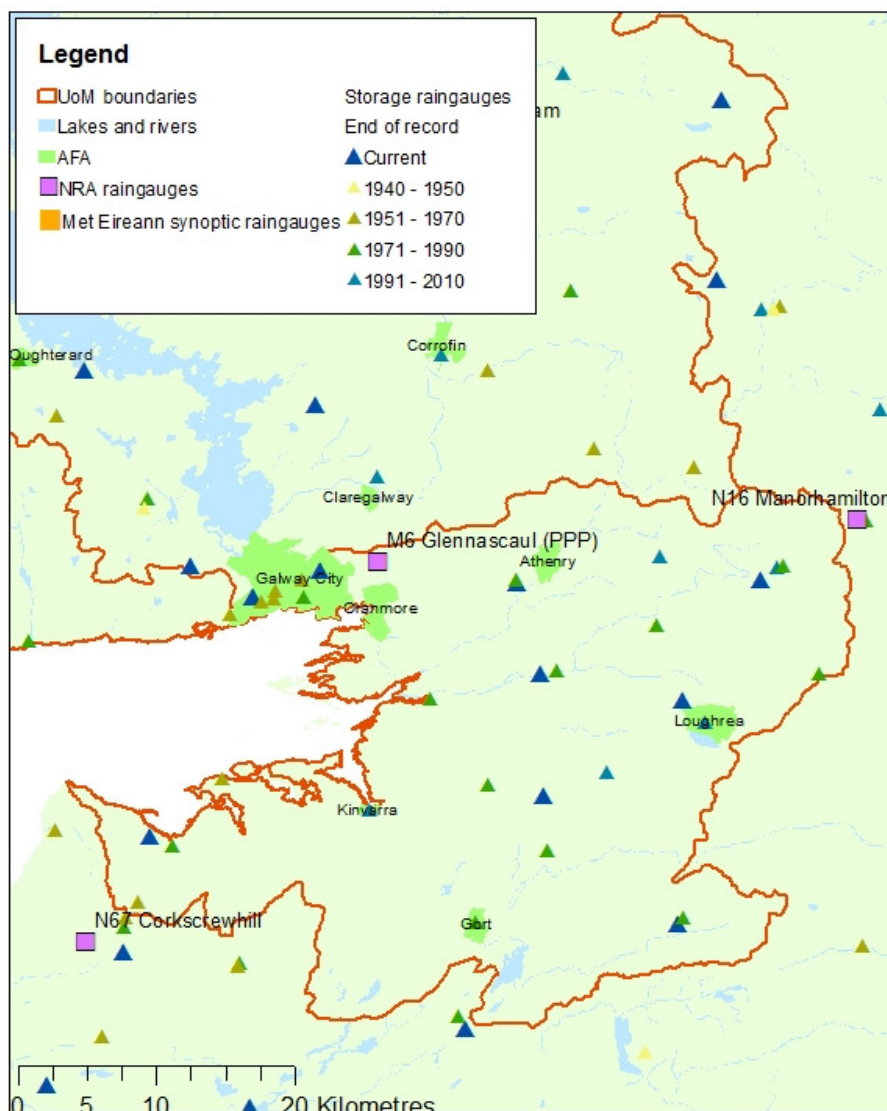 Legend
UoM boundaries
Lakes and rivers
AFA
NRA raingauges
Met Eireann synoptic raingauges
Storage raingauges
End of record
Current
1940 - 1950
1951 - 1970
1971 - 1990
1991 - 2010
am
Oughterard
Corrofin
Claregalway
N16 Manorhamilton
M6 Glennascaul (PPP)
Athenry
Galway City
Oranmore
Loughrea
Kinvarra
N67 Corkscrewhill
Gort
0 5 10 20 Kilometres